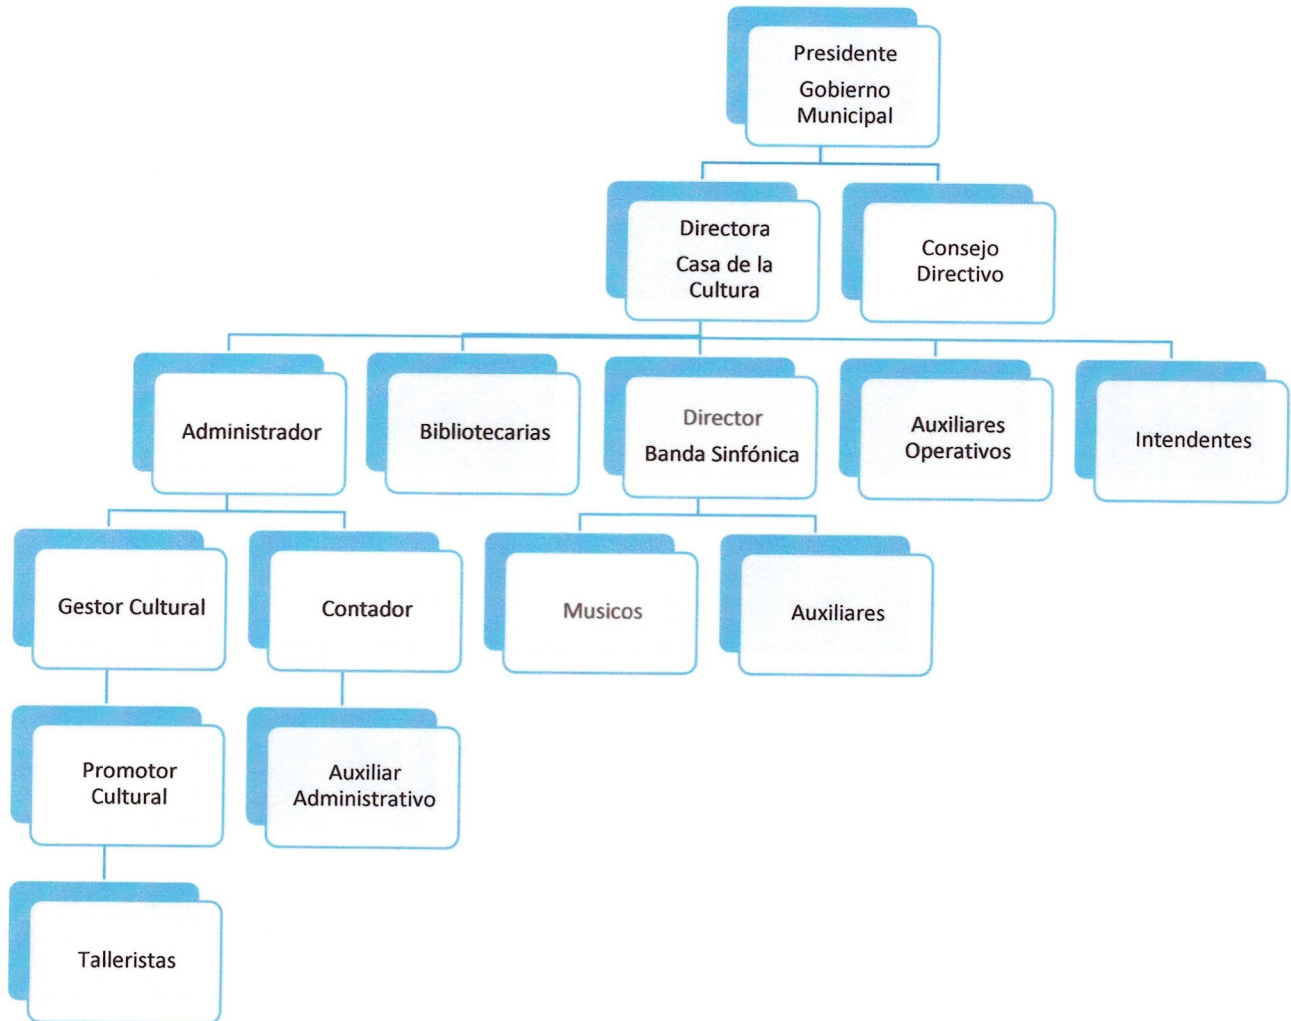 Presidente
Gobierno
Municipal
Directora
Casa de la
Cultura
Consejo
Directivo
Administrador
Bibliotecarias
Director
Banda Sinfónica
Auxiliares
Operativos
Intendentes
Gestor Cultural
Contador
Musicos
Auxiliares
Promotor
Cultural
Auxiliar
Administrativo
Talleristas